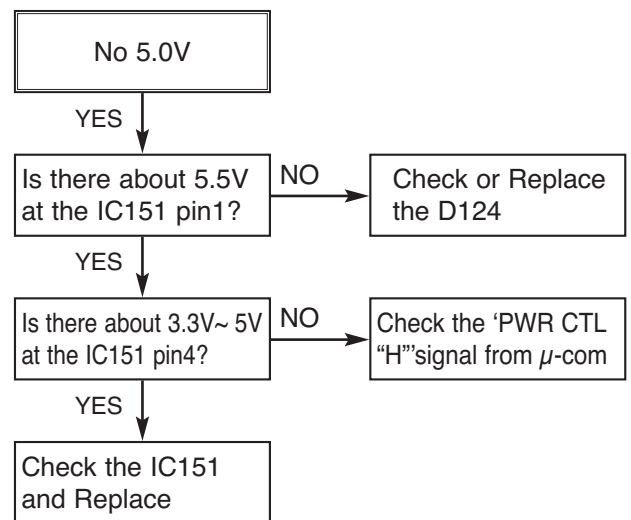 No 5.0V
YES
Is there about 5.5V
at the IC151 pin1?
NO
Check or Replace
the D124
YES
Is there about 3.3V~ 5V
at the IC151 pin4?
NO
Check the ‘PWR CTL
“H”’signal from μ-com
YES
Check the IC151
and Replace